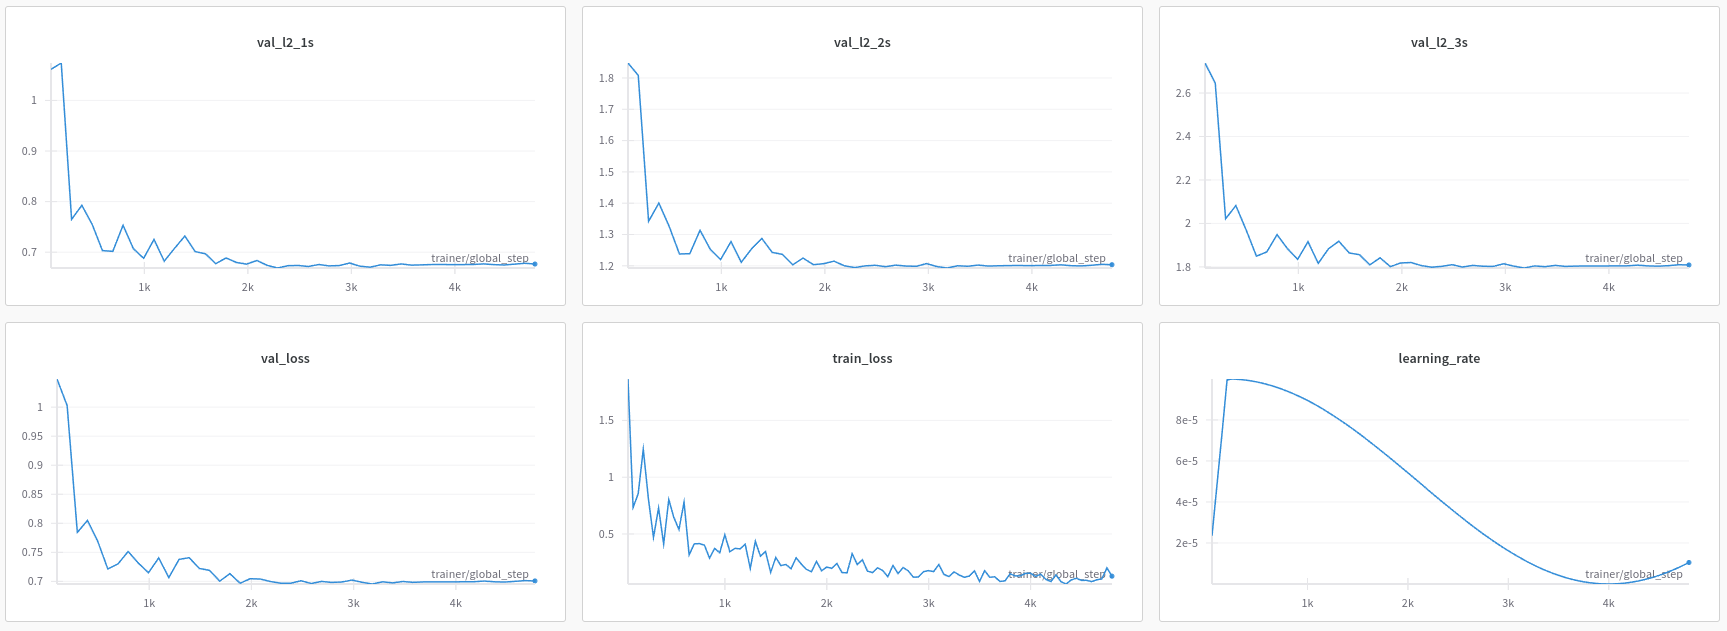 val_l2_1s
1
0.9
0.8
0.7
trainer/global_step
1k
2k
3k
4k
val_l2_2s
1.8
1.7
1.6
1.5
1.4
1.3
1.2
trainer/global_step
1k
2k
3k
4k
val_l2_3s
2.6
2.4
2.2
2
1.8
trainer/global_step
1k
2k
3k
4k
val_loss
1
0.95
0.9
0.85
0.8
0.75
0.7
trainer/global_step
1k
2k
3k
4k
train_loss
1.5
1
0.5
trainer/global_step
1k
2k
3k
4k
learning_rate
8e-5
6e-5
4e-5
2e-5
trainer/global_step
1k
2k
3k
4k